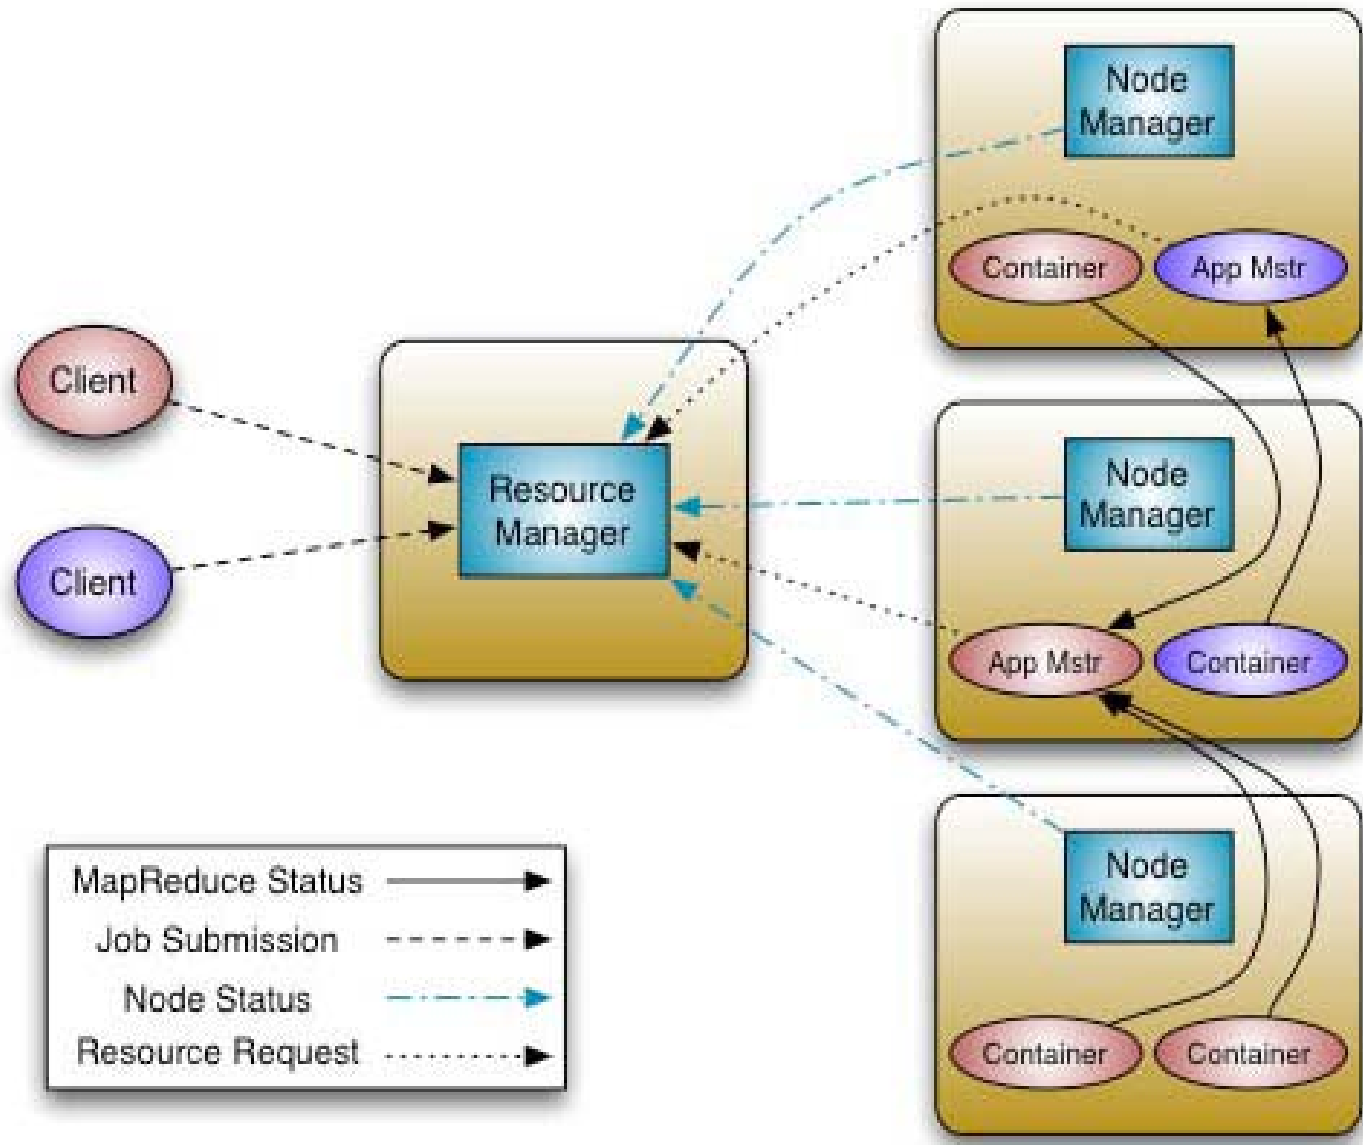 Node
Manager
Container
App Mstr
Client
Client
Resource
Manager
Node
Manager
App Mstr
Container
Node
Manager
Container
Container
MapReduce Status
Job Submission
Node Status
Resource Request